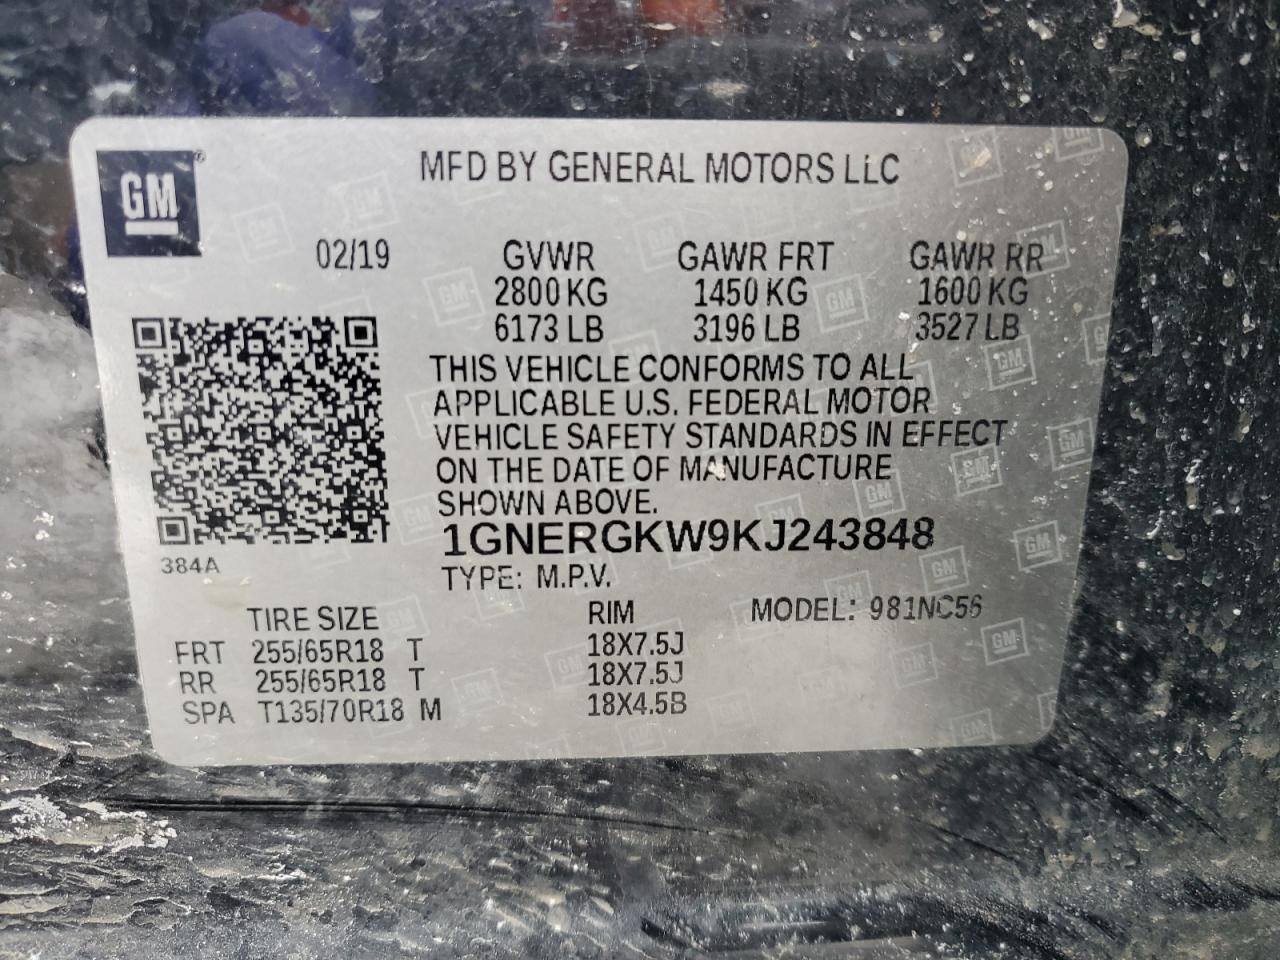 GM
MFD BY GENERAL MOTORS LLC
02/19 GVWR GAWR FRT GAWR RR
2800 KG 1450 KG 1600 KG
6173 LB 3196 LB 3527 LB
THIS VEHICLE CONFORMS TO ALL
APPLICABLE U.S. FEDERAL MOTOR
VEHICLE SAFETY STANDARDS IN EFFECT
ON THE DATE OF MANUFACTURE
SHOWN ABOVE.
1GNERGKW9KJ243848
384A
TYPE: M.P.V.
TIRE SIZE RIM MODEL: 981NC56
FRT 255/65R18 T 18X7.5J
RR 255/65R18 T 18X7.5J
SPA T135/70R18 M 18X4.5B